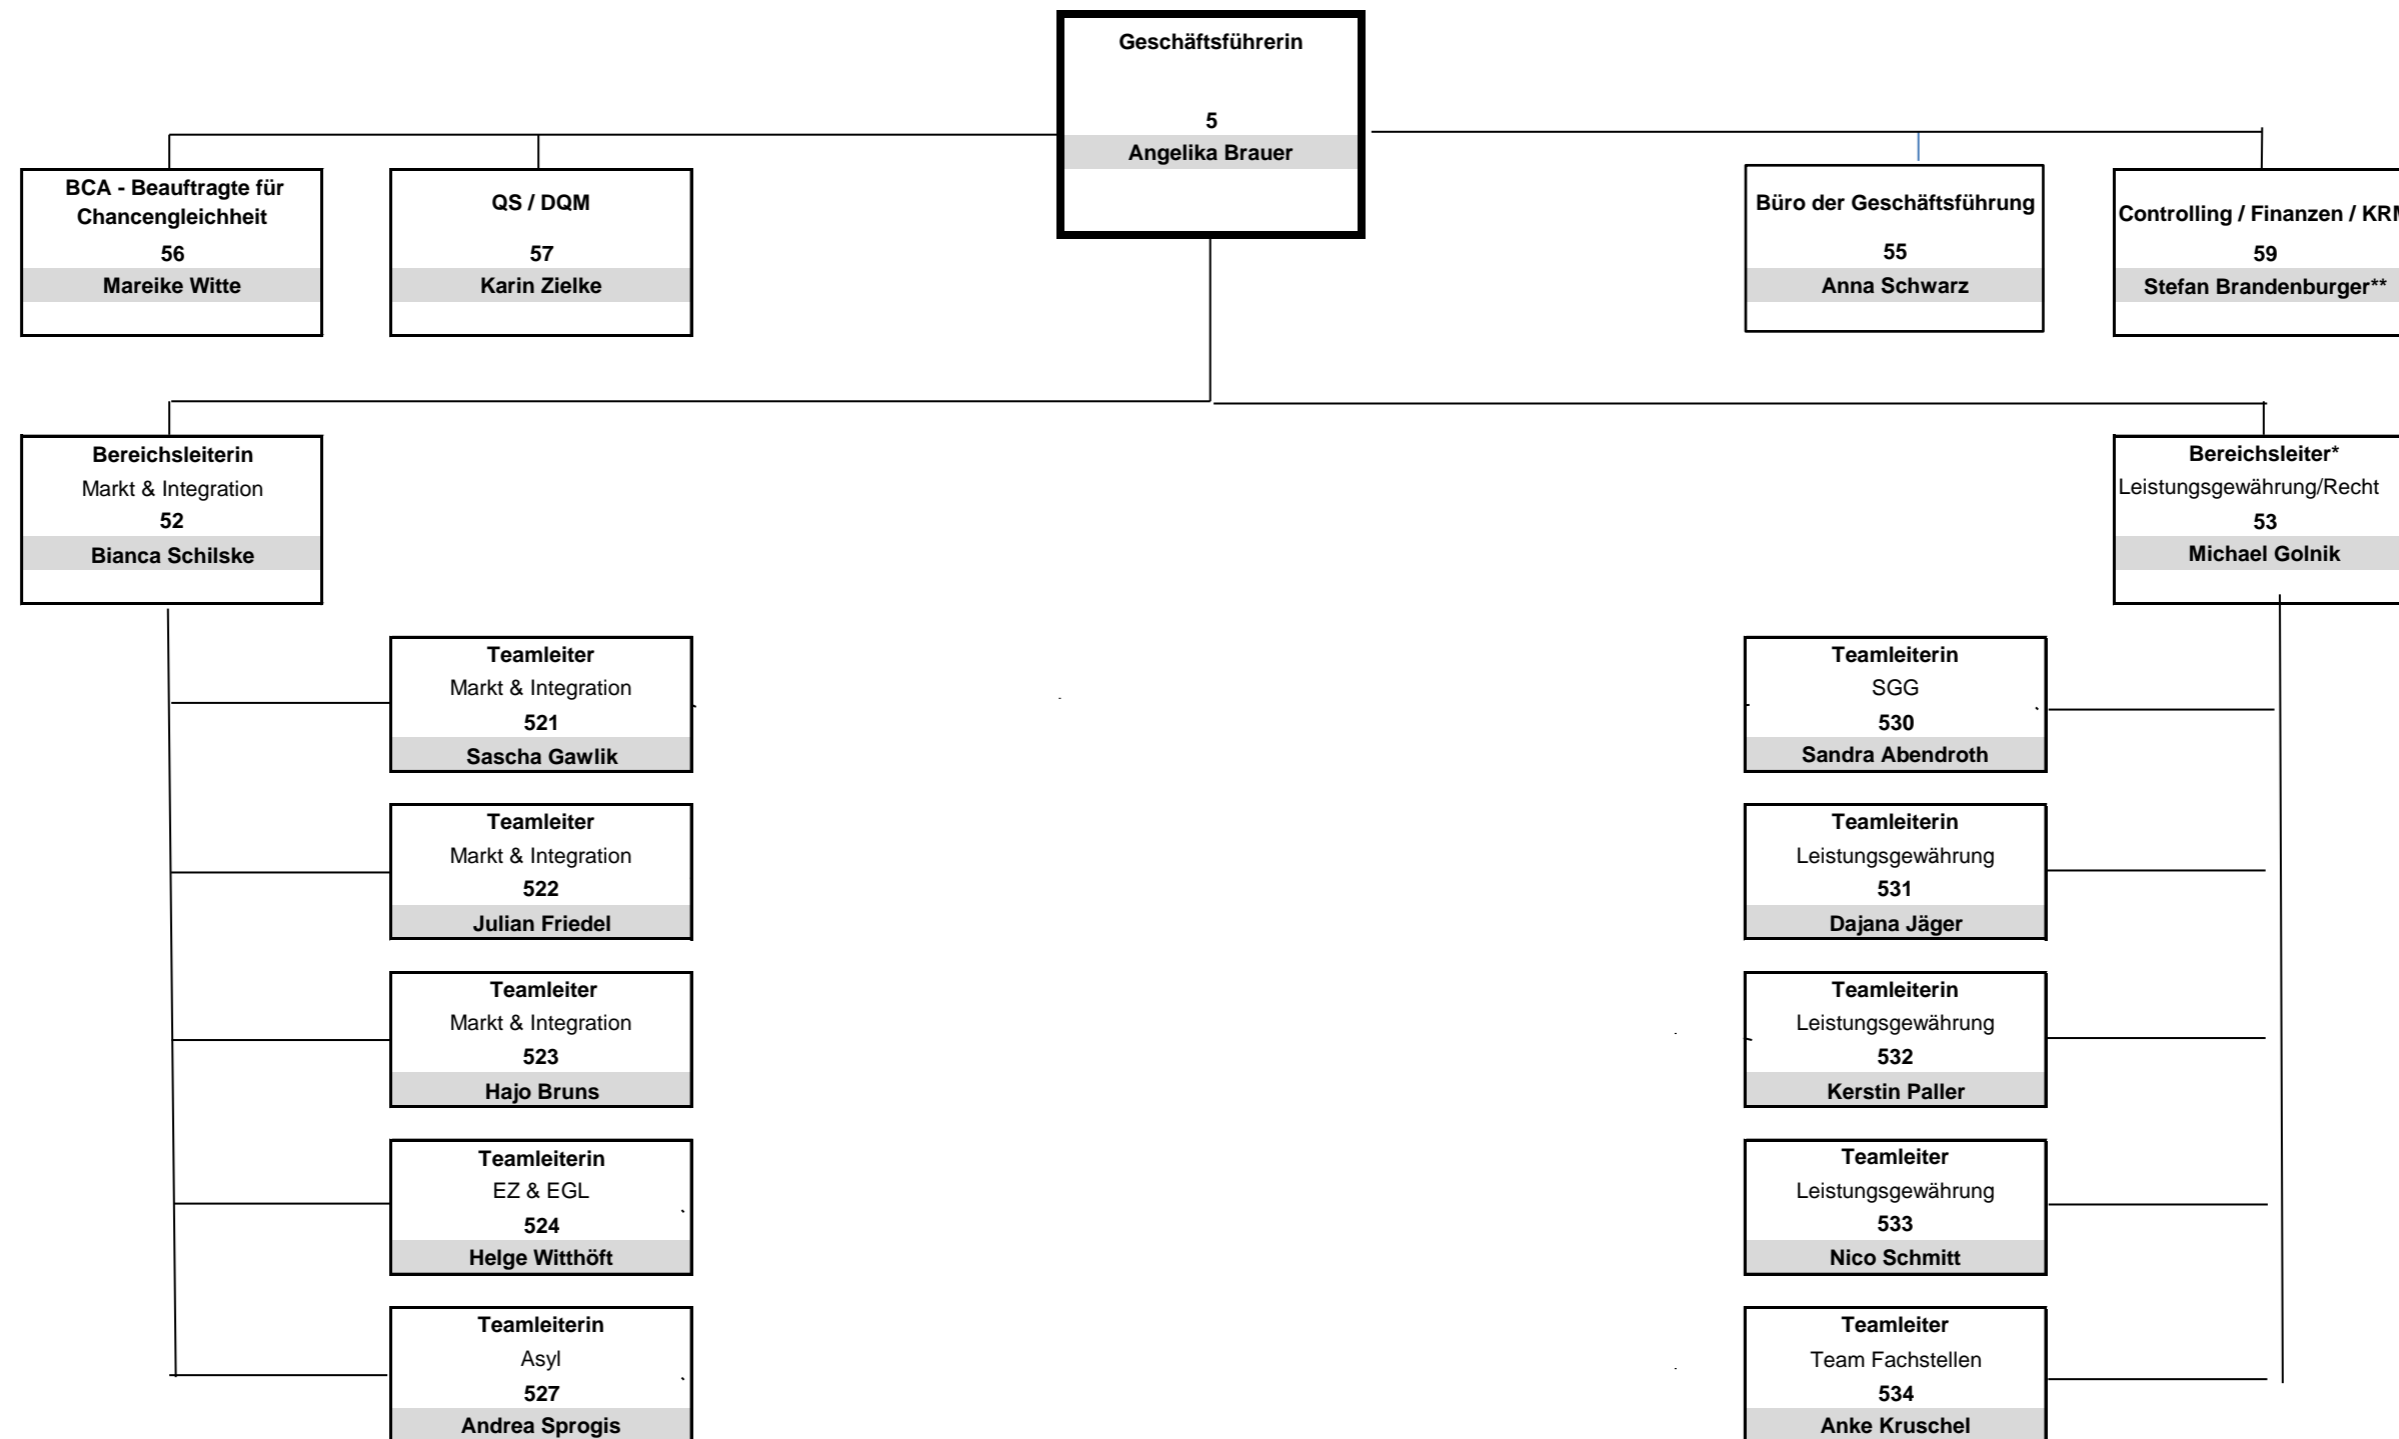 Geschäftsführerin
5
Angelika Brauer
BCA - Beauftragte für
Chancengleichheit
56
Mareike Witte
QS / DQM
57
Karin Zielke
Büro der Geschäftsführung
55
Anna Schwarz
Controlling / Finanzen /
59
Stefan Brandenburger**
Bereichsleiterin
Markt & Integration
52
Bianca Schilske
Bereichsleiter*
Leistungsgewährung/Recht
53
Michael Golnik
Teamleiter
Markt & Integration
521
Sascha Gawlik
Teamleiter
Markt & Integration
522
Julian Friedel
Teamleiter
Markt & Integration
523
Hajo Bruns
Teamleiterin
EZ & EGL
524
Helge Witthöft
Teamleiterin
Asyl
527
Andrea Sprogis
Teamleiterin
SGG
530
Sandra Abendroth
Teamleiterin
Leistungsgewährung
531
Dajana Jäger
Teamleiterin
Leistungsgewährung
532
Kerstin Paller
Teamleiter
Leistungsgewährung
533
Nico Schmitt
Teamleiter
Team Fachstellen
534
Anke Kruschel